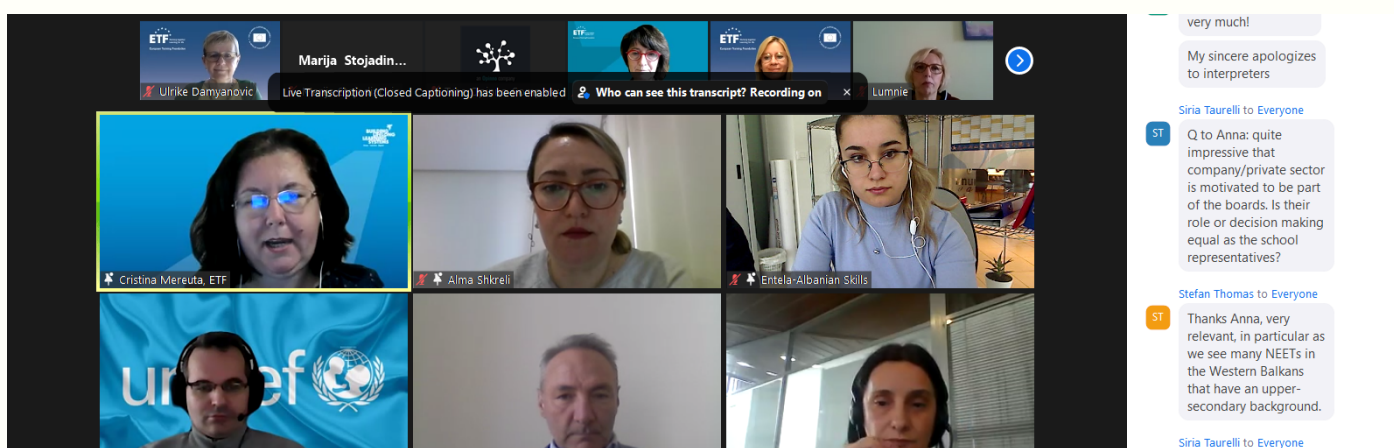 ETF
Ulrike Damyanovic
Marija Stojadin...
ETF
ETF
Lumnie
Live Transcription (Closed Captioning) has been enabled
Who can see this transcript? Recording on
Cristina Mereuta, ETF
Alma Shkreli
Entela-Albanian Skills
unicef
very much!
My sincere apologizes
to interpreters
Siria Taurelli to Everyone
ST
Q to Anna: quite
impressive that
company/private sector
is motivated to be part
of the boards. Is their
role or decision making
equal as the school
representatives?
Stefan Thomas to Everyone
ST
Thanks Anna, very
relevant, in particular as
we see many NEETs in
the Western Balkans
that have an upper-
secondary background.
Siria Taurelli to Everyone